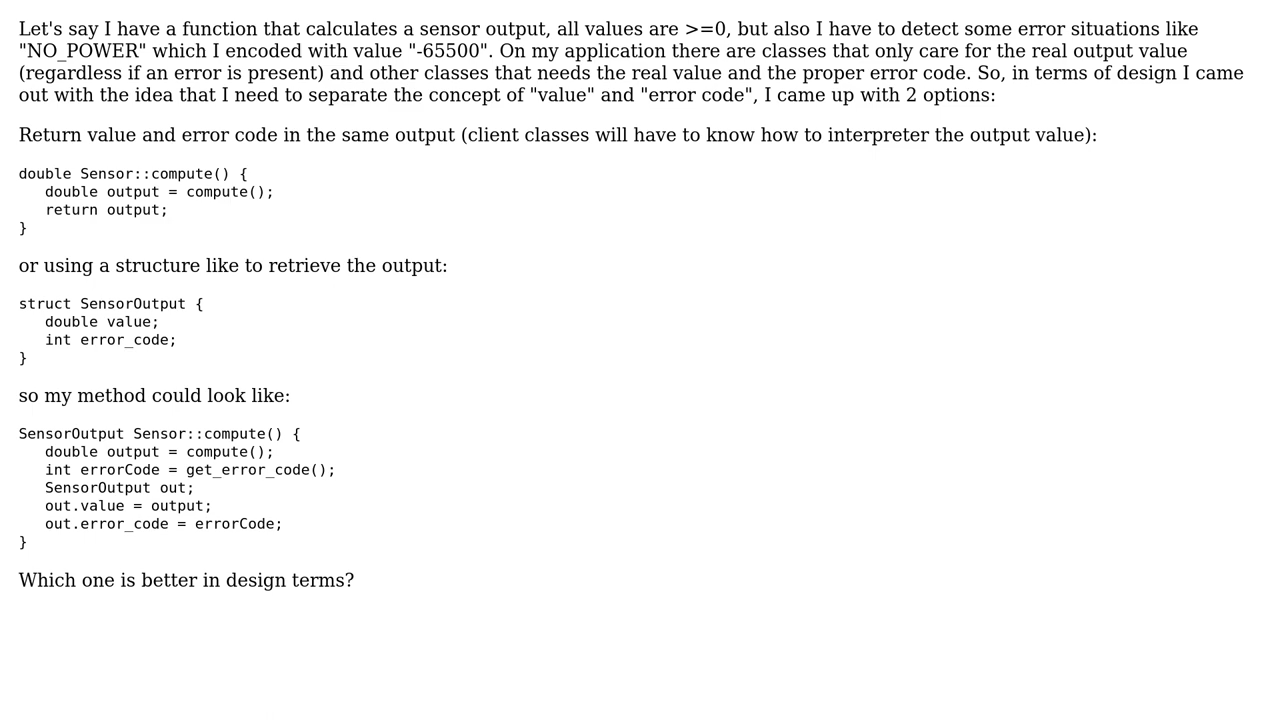 Let's say I have a function that calculates a sensor output, all values are >=0, but also I have to detect some error situations like
"NO_POWER" which I encoded with value "-65500". On my application there are classes that only care for the real output value
(regardless if an error is present) and other classes that needs the real value and the proper error code. So, in terms of design I came
out with the idea that I need to separate the concept of "value" and "error code", I came up with 2 options:
Return value and error code in the same output (client classes will have to know how to interpreter the output value):
double Sensor::compute() {
   double output = compute();
   return output;
}
or using a structure like to retrieve the output:
struct SensorOutput {
   double value;
   int error_code;
}
so my method could look like:
SensorOutput Sensor::compute() {
   double output = compute();
   int errorCode = get_error_code();
   SensorOutput out;
   out.value = output;
   out.error_code = errorCode;
}
Which one is better in design terms?